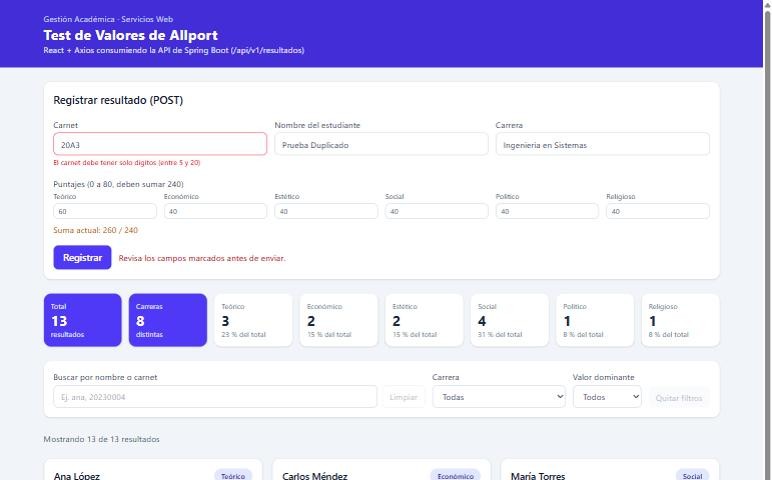 Gestión Académica · Servicios Web
Test de Valores de Allport
React + Axios consumiendo la API de Spring Boot (/api/v1/resultados)
Registrar resultado (POST)
Carnet Nombre del estudiante Carrera
20A3 Prueba Duplicado Ingenieria en Sistemas
El carnet debe tener solo digitos (entre 5 y 20)
Puntajes (0 a 80, deben sumar 240)
Teórico Económico Estético Social Político Religioso
60 40 40 40 40 40
Suma actual: 260 / 240
Registrar Revisa los campos marcados antes de enviar.
Total Carreras Teórico Económico Estético Social Político Religioso
13 8 3 2 2 4 1 1
resultados distintas 23 % del total 15 % del total 15 % del total 31 % del total 8 % del total 8 % del total
Buscar por nombre o carnet Carrera Valor dominante
Ej. ana, 20230004 Limpiar Todas Todos Quitar filtros
Mostrando 13 de 13 resultados
Ana López Teórico Carlos Méndez Económico María Torres Social